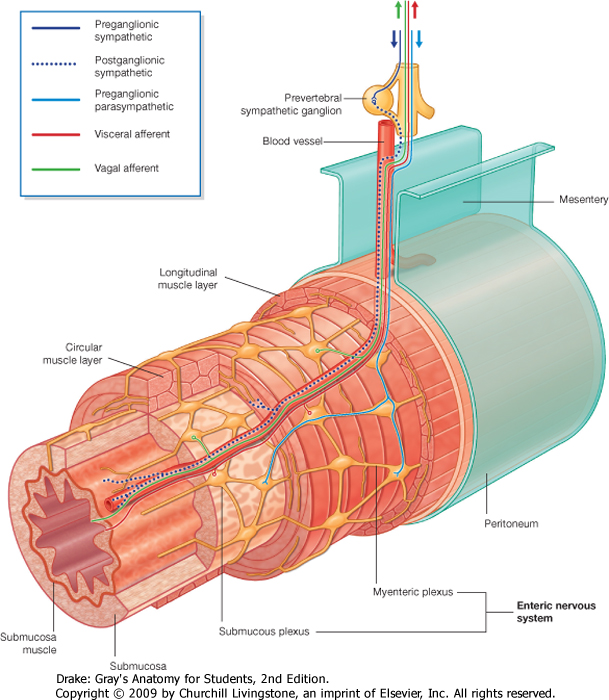 Preganglionic
sympathetic
Postganglionic
sympathetic
Preganglionic
parasympathetic
Visceral afferent
Vagal afferent
Prevertebral
sympathetic ganglion
Blood vessel
Mesentery
Longitudinal
muscle layer
Circular
muscle layer
Peritoneum
Myenteric plexus
Enteric nervous
system
Submucous plexus
Submucosa
muscle
Submucosa
Drake: Gray's Anatomy for Students, 2nd Edition.
Copyright © 2009 by Churchill Livingstone, an imprint of Elsevier, Inc. All rights reserved.